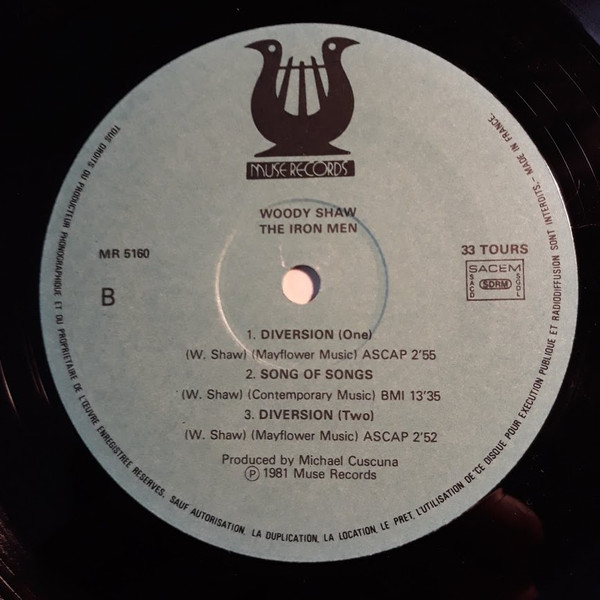 MUSE RECORDS
WOODY SHAW
THE IRON MEN
MR 5160
33 TOURS
B
SACEM
SACD
SDRM
SGDL
1. DIVERSION (One)
(W. Shaw) (Mayflower Music) ASCAP 2'55
2. SONG OF SONGS
(W. Shaw) (Contemporary Music) BMI 13'35
3. DIVERSION (Two)
(W. Shaw) (Mayflower Music) ASCAP 2'52
Produced by Michael Cuscuna
Ⓟ 1981 Muse Records
TOUS DROITS DU PRODUCTEUR PHONOGRAPHIQUE ET DU PROPRIETAIRE DE L'ŒUVRE ENREGISTREE RESERVES. SAUF AUTORISATION, LA DUPLICATION, LA LOCATION, LE PRET, L'UTILISATION DE CE DISQUE POUR EXECUTION PUBLIQUE ET RADIODIFFUSION SONT INTERDITS. – MADE IN FRANCE.